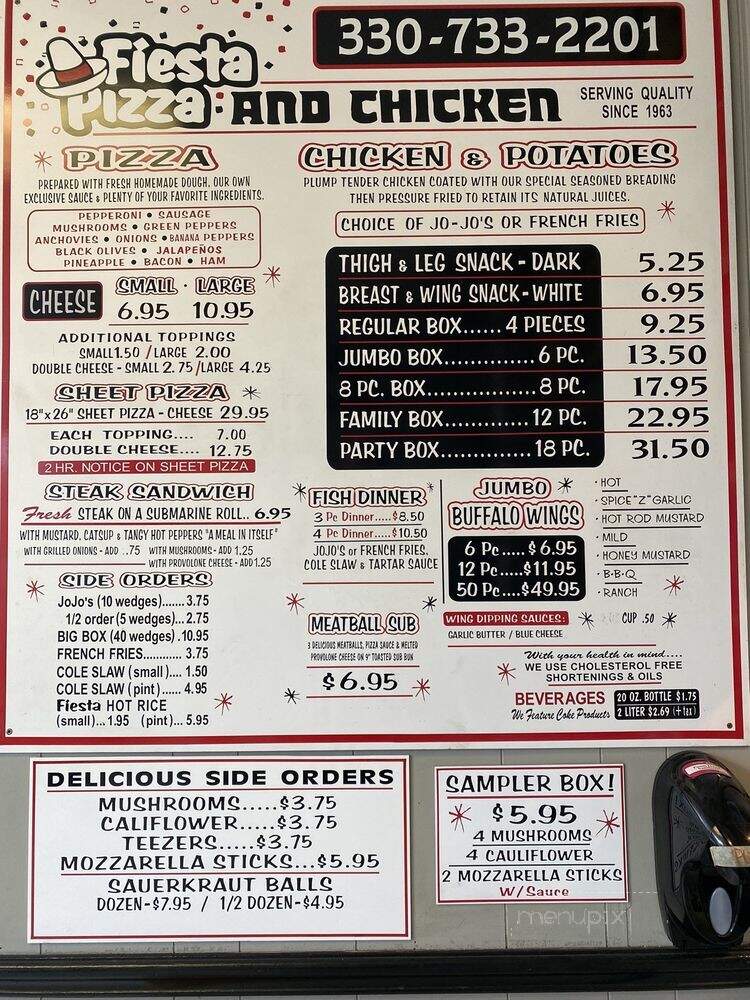 330-733-2201
Fiesta
Pizza AND CHICKEN
SERVING QUALITY
SINCE 1963
PIZZA
PREPARED WITH FRESH HOMEMADE DOUGH, OUR OWN
EXCLUSIVE SAUCE & PLENTY OF YOUR FAVORITE INGREDIENTS.
PEPPERONI • SAUSAGE
MUSHROOMS • GREEN PEPPERS
ANCHOVIES • ONIONS • BANANA PEPPERS
BLACK OLIVES • JALAPEÑOS
PINEAPPLE • BACON • HAM
SMALL · LARGE
CHEESE 6.95 10.95
ADDITIONAL TOPPINGS
SMALL 1.50 / LARGE 2.00
DOUBLE CHEESE - SMALL 2.75 / LARGE 4.25
SHEET PIZZA
18"x26" SHEET PIZZA - CHEESE 29.95
EACH TOPPING.... 7.00
DOUBLE CHEESE.... 12.75
2 HR. NOTICE ON SHEET PIZZA
STEAK SANDWICH
Fresh STEAK ON A SUBMARINE ROLL.. 6.95
WITH MUSTARD, CATSUP & TANGY HOT PEPPERS "A MEAL IN ITSELF"
WITH GRILLED ONIONS - ADD ..75 WITH MUSHROOMS - ADD 1.25
WITH PROVOLONE CHEESE - ADD 1.25
SIDE ORDERS
JoJo's (10 wedges)....... 3.75
1/2 order (5 wedges)... 2.75
BIG BOX (40 wedges) .10.95
FRENCH FRIES............ 3.75
COLE SLAW (small).... 1.50
COLE SLAW (pint)...... 4.95
Fiesta HOT RICE
(small)...1.95 (pint)... 5.95
CHICKEN & POTATOES
PLUMP TENDER CHICKEN COATED WITH OUR SPECIAL SEASONED BREADING
THEN PRESSURE FRIED TO RETAIN ITS NATURAL JUICES.
CHOICE OF JO-JO'S OR FRENCH FRIES
THIGH & LEG SNACK - DARK 5.25
BREAST & WING SNACK - WHITE 6.95
REGULAR BOX...... 4 PIECES 9.25
JUMBO BOX.............. 6 PC. 13.50
8 PC. BOX................. 8 PC. 17.95
FAMILY BOX............. 12 PC. 22.95
PARTY BOX.............. 18 PC. 31.50
FISH DINNER
3 Pc Dinner.....$8.50
4 Pc Dinner.....$10.50
JOJO'S or FRENCH FRIES,
COLE SLAW & TARTAR SAUCE
MEATBALL SUB
3 DELICIOUS MEATBALLS, PIZZA SAUCE & MELTED
PROVOLONE CHEESE ON 9" TOASTED SUB BUN
$6.95
JUMBO
BUFFALO WINGS
6 Pc.... $6.95
12 Pc....$11.95
50 Pc....$49.95
· HOT
· SPICE "Z" GARLIC
· HOT ROD MUSTARD
· MILD
· HONEY MUSTARD
· B·B·Q
· RANCH
WING DIPPING SAUCES: CUP .50
GARLIC BUTTER / BLUE CHEESE
With your health in mind....
WE USE CHOLESTEROL FREE
SHORTENINGS & OILS
BEVERAGES 20 OZ. BOTTLE $1.75
We Feature Coke Products 2 LITER $2.69 (+tax)
DELICIOUS SIDE ORDERS
MUSHROOMS.....$3.75
CALIFLOWER.....$3.75
TEEZERS.....$3.75
MOZZARELLA STICKS...$5.95
SAUERKRAUT BALLS
DOZEN-$7.95 / 1/2 DOZEN-$4.95
SAMPLER BOX!
$5.95
4 MUSHROOMS
4 CAULIFLOWER
2 MOZZARELLA STICKS
W/Sauce
menupix